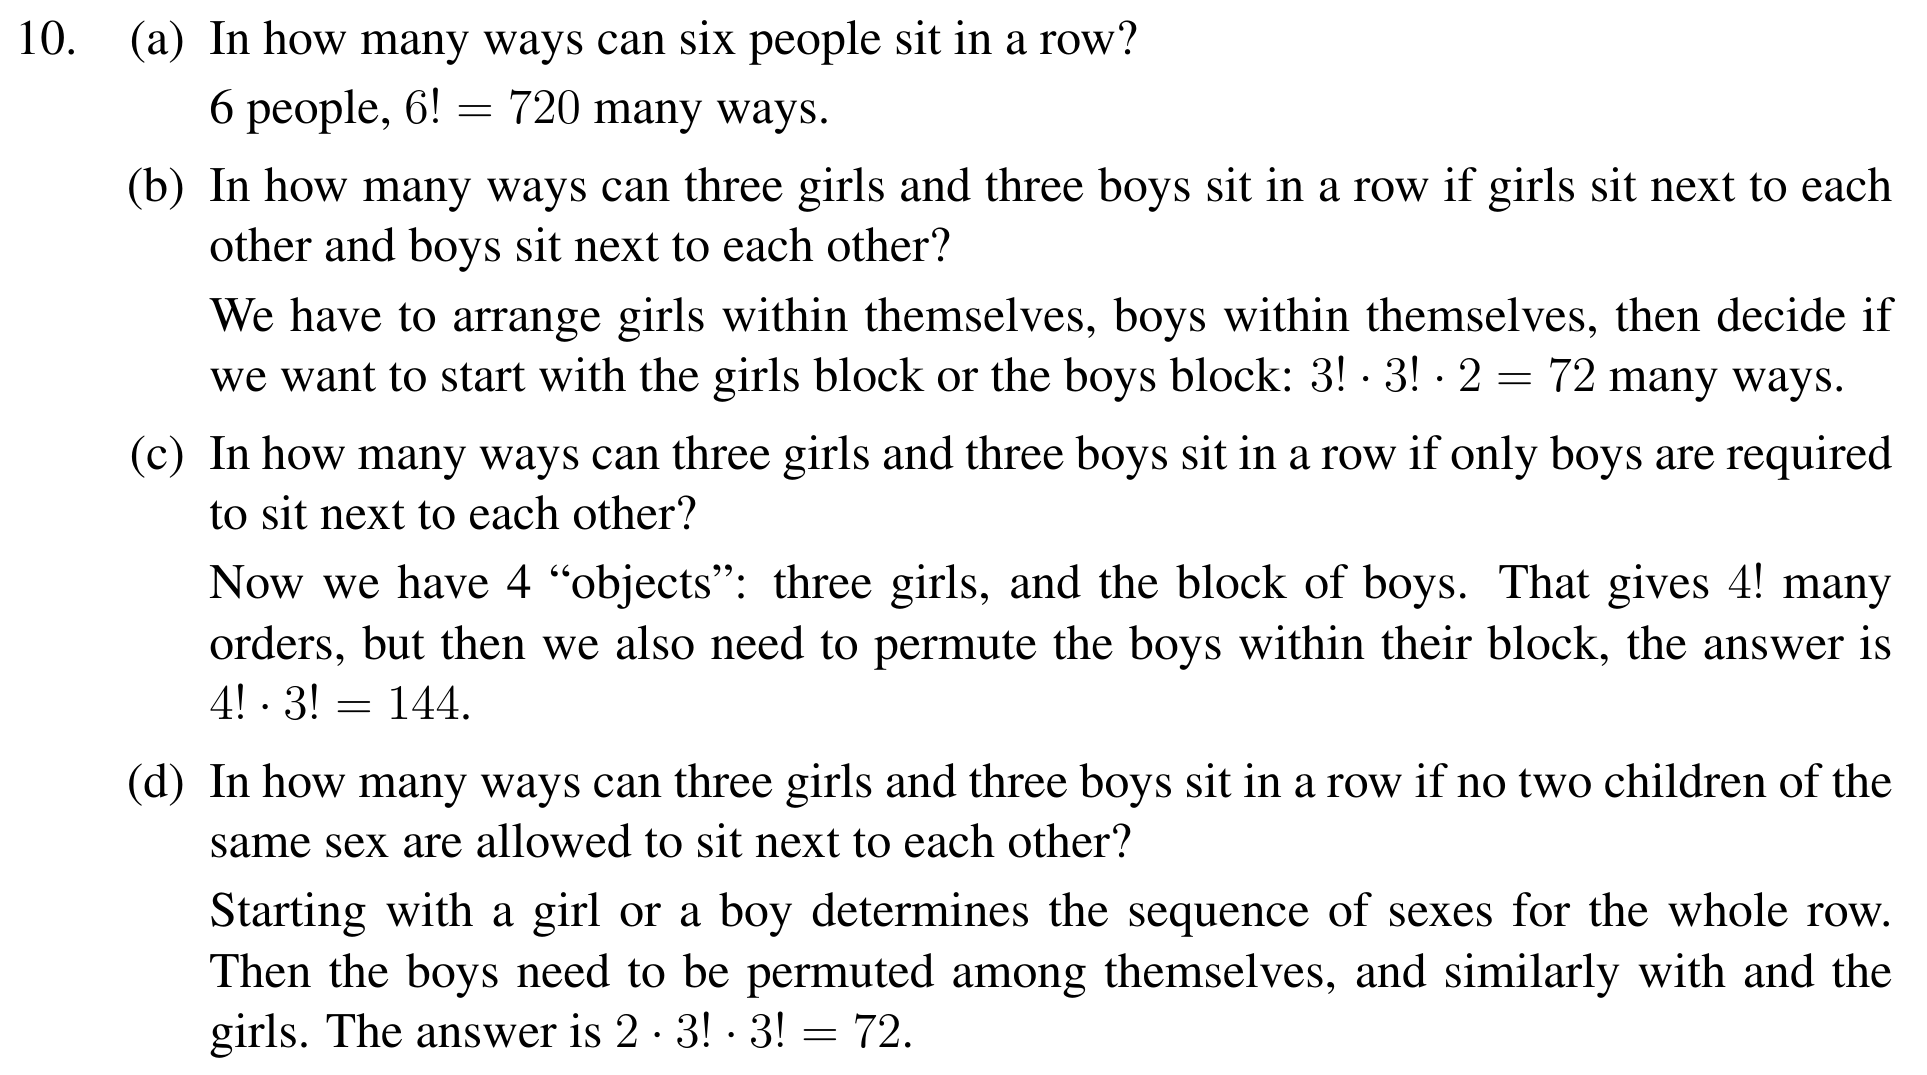 10. (a) In how many ways can six people sit in a row?
6 people, 6! = 720 many ways.
(b) In how many ways can three girls and three boys sit in a row if girls sit next to each
other and boys sit next to each other?
We have to arrange girls within themselves, boys within themselves, then decide if
we want to start with the girls block or the boys block: 3! · 3! · 2 = 72 many ways.
(c) In how many ways can three girls and three boys sit in a row if only boys are required
to sit next to each other?
Now we have 4 “objects”: three girls, and the block of boys. That gives 4! many
orders, but then we also need to permute the boys within their block, the answer is
4! · 3! = 144.
(d) In how many ways can three girls and three boys sit in a row if no two children of the
same sex are allowed to sit next to each other?
Starting with a girl or a boy determines the sequence of sexes for the whole row.
Then the boys need to be permuted among themselves, and similarly with and the
girls. The answer is 2 · 3! · 3! = 72.